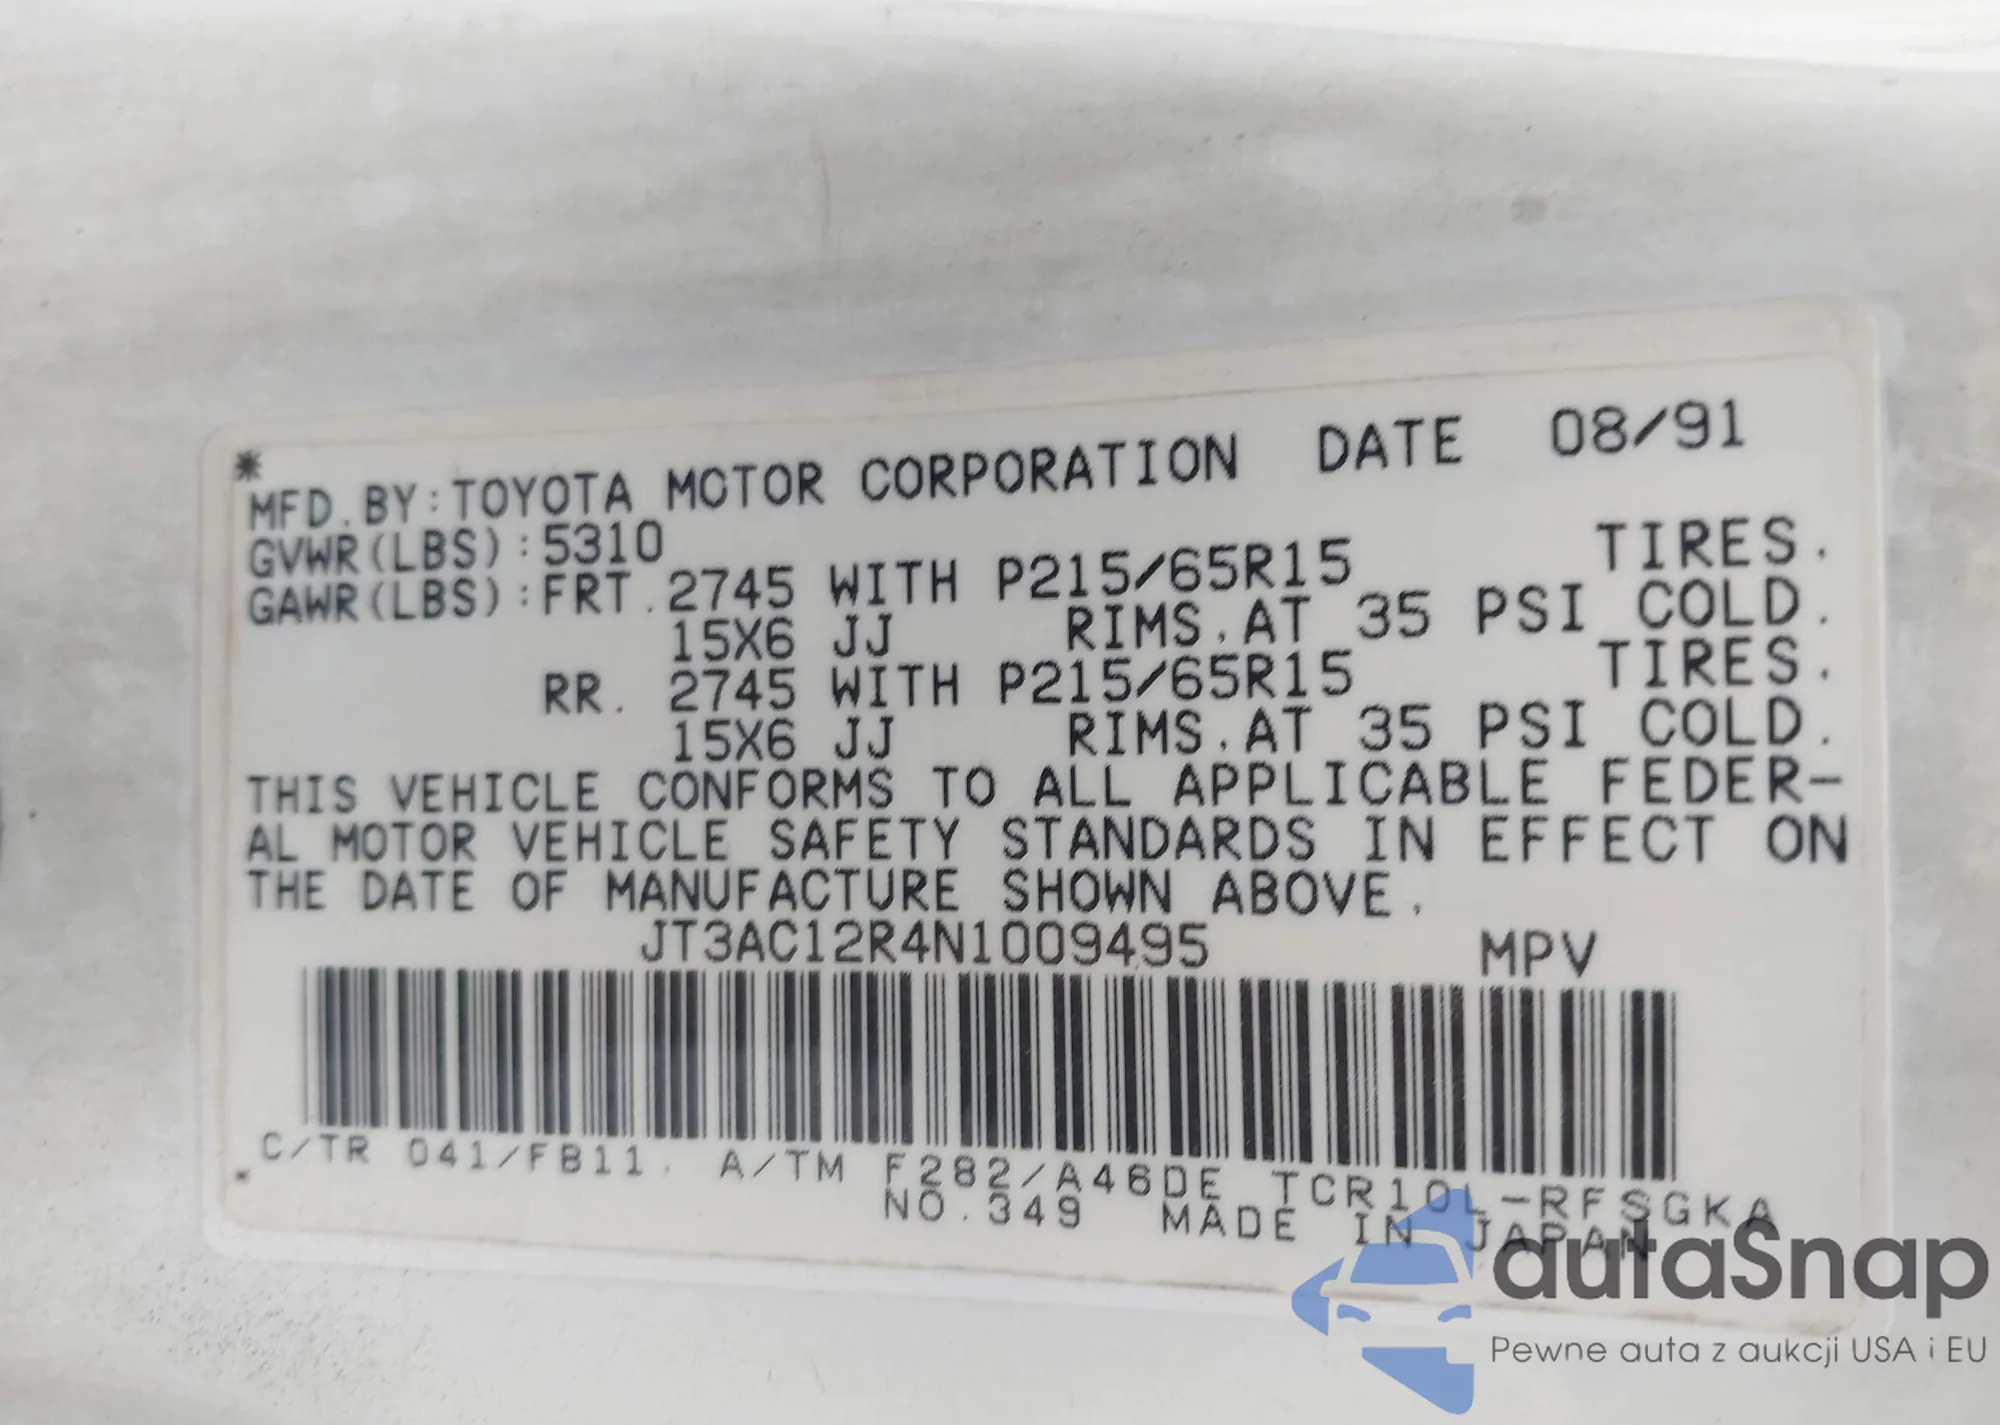 *
MFD.BY:TOYOTA MOTOR CORPORATION DATE 08/91
GVWR(LBS):5310
GAWR(LBS):FRT.2745 WITH P215/65R15 TIRES.
15X6 JJ RIMS.AT 35 PSI COLD.
RR. 2745 WITH P215/65R15 TIRES.
15X6 JJ RIMS.AT 35 PSI COLD.
THIS VEHICLE CONFORMS TO ALL APPLICABLE FEDER-
AL MOTOR VEHICLE SAFETY STANDARDS IN EFFECT ON
THE DATE OF MANUFACTURE SHOWN ABOVE.
JT3AC12R4N1009495 MPV
C/TR 041/FB11. A/TM F282/A46DE TCR10L-RFSGKA
NO.349 MADE IN JAPAN
autaSnap
Pewne auta z aukcji USA i EU